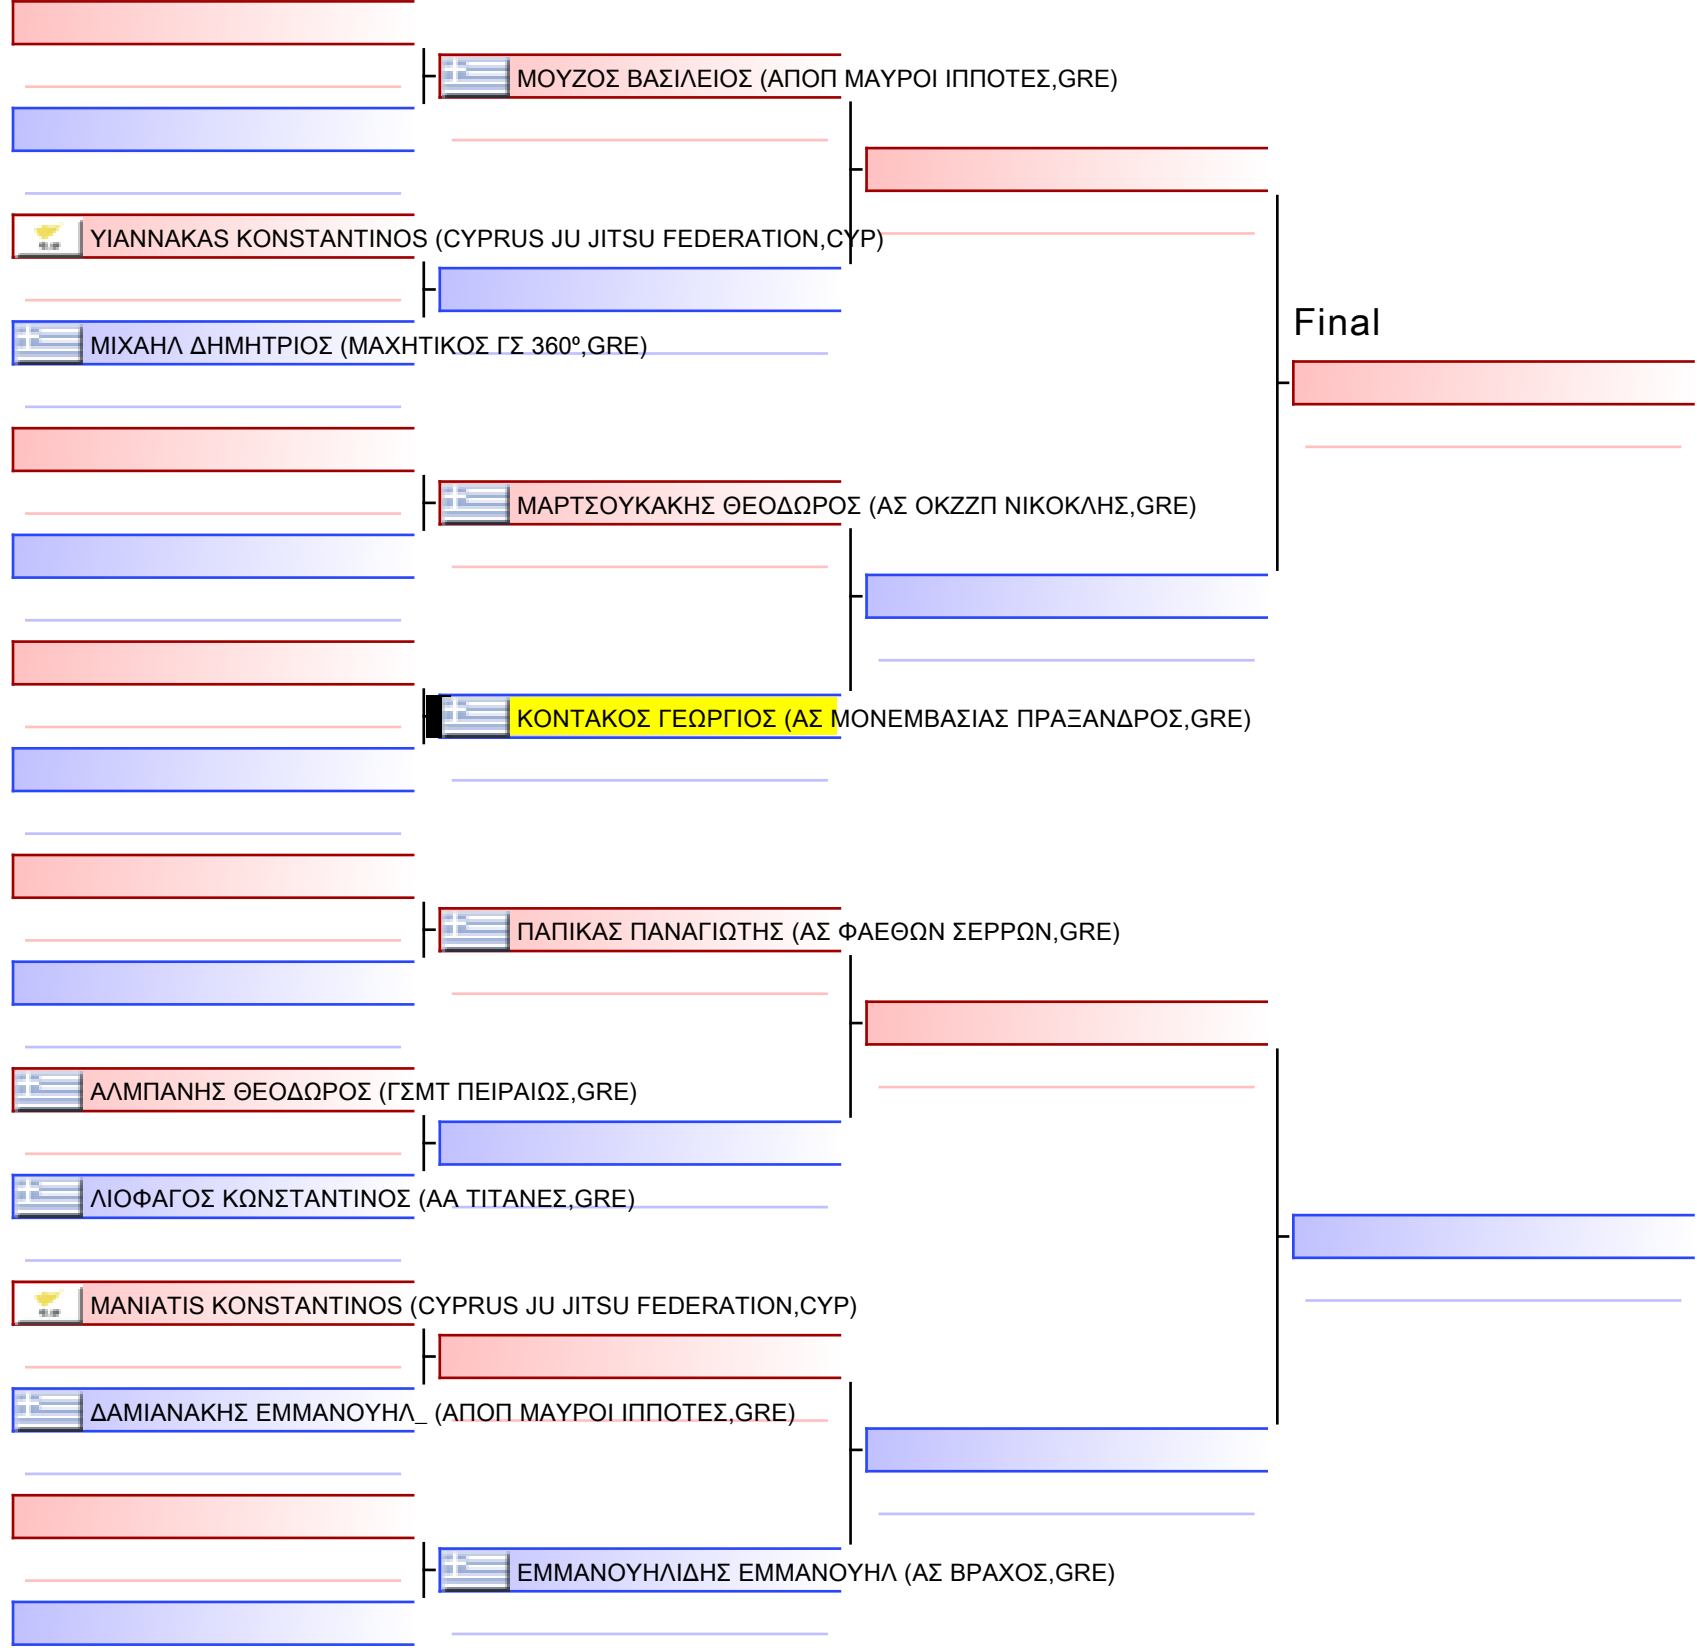 ΜΟΥΖΟΣ ΒΑΣΙΛΕΙΟΣ (ΑΠΟΠ ΜΑΥΡΟΙ ΙΠΠΟΤΕΣ,GRE)
YIANNAKAS KONSTANTINOS (CYPRUS JU JITSU FEDERATION,CYP)
ΜΙΧΑΗΛ ΔΗΜΗΤΡΙΟΣ (ΜΑΧΗΤΙΚΟΣ ΓΣ 360º,GRE)
Final
ΜΑΡΤΣΟΥΚΑΚΗΣ ΘΕΟΔΩΡΟΣ (ΑΣ ΟΚΖΖΠ ΝΙΚΟΚΛΗΣ,GRE)
ΚΟΝΤΑΚΟΣ ΓΕΩΡΓΙΟΣ (ΑΣ ΜΟΝΕΜΒΑΣΙΑΣ ΠΡΑΞΑΝΔΡΟΣ,GRE)
ΠΑΠΙΚΑΣ ΠΑΝΑΓΙΩΤΗΣ (ΑΣ ΦΑΕΘΩΝ ΣΕΡΡΩΝ,GRE)
ΑΛΜΠΑΝΗΣ ΘΕΟΔΩΡΟΣ (ΓΣΜΤ ΠΕΙΡΑΙΩΣ,GRE)
ΛΙΟΦΑΓΟΣ ΚΩΝΣΤΑΝΤΙΝΟΣ (ΑΑ ΤΙΤΑΝΕΣ,GRE)
MANIATIS KONSTANTINOS (CYPRUS JU JITSU FEDERATION,CYP)
ΔΑΜΙΑΝΑΚΗΣ ΕΜΜΑΝΟΥΗΛ_ (ΑΠΟΠ ΜΑΥΡΟΙ ΙΠΠΟΤΕΣ,GRE)
ΕΜΜΑΝΟΥΗΛΙΔΗΣ ΕΜΜΑΝΟΥΗΛ (ΑΣ ΒΡΑΧΟΣ,GRE)